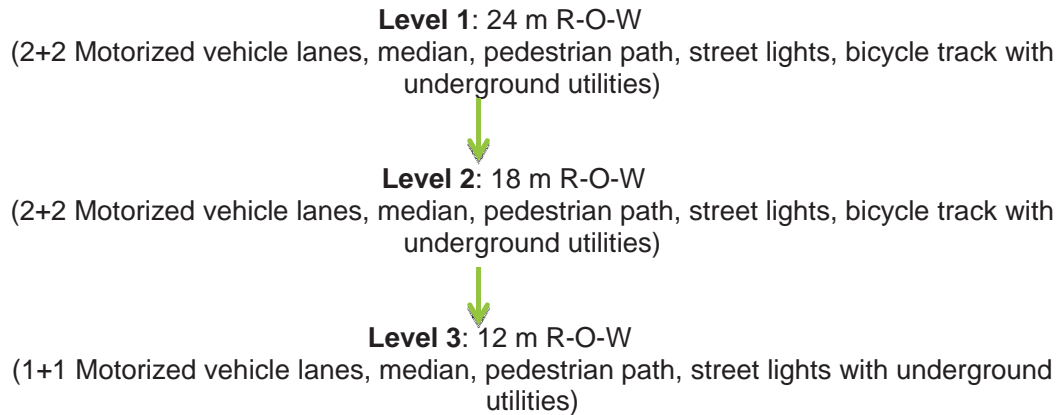 Level 1: 24 m R-O-W
(2+2 Motorized vehicle lanes, median, pedestrian path, street lights, bicycle track with
underground utilities)
Level 2: 18 m R-O-W
(2+2 Motorized vehicle lanes, median, pedestrian path, street lights, bicycle track with
underground utilities)
Level 3: 12 m R-O-W
(1+1 Motorized vehicle lanes, median, pedestrian path, street lights with underground
utilities)